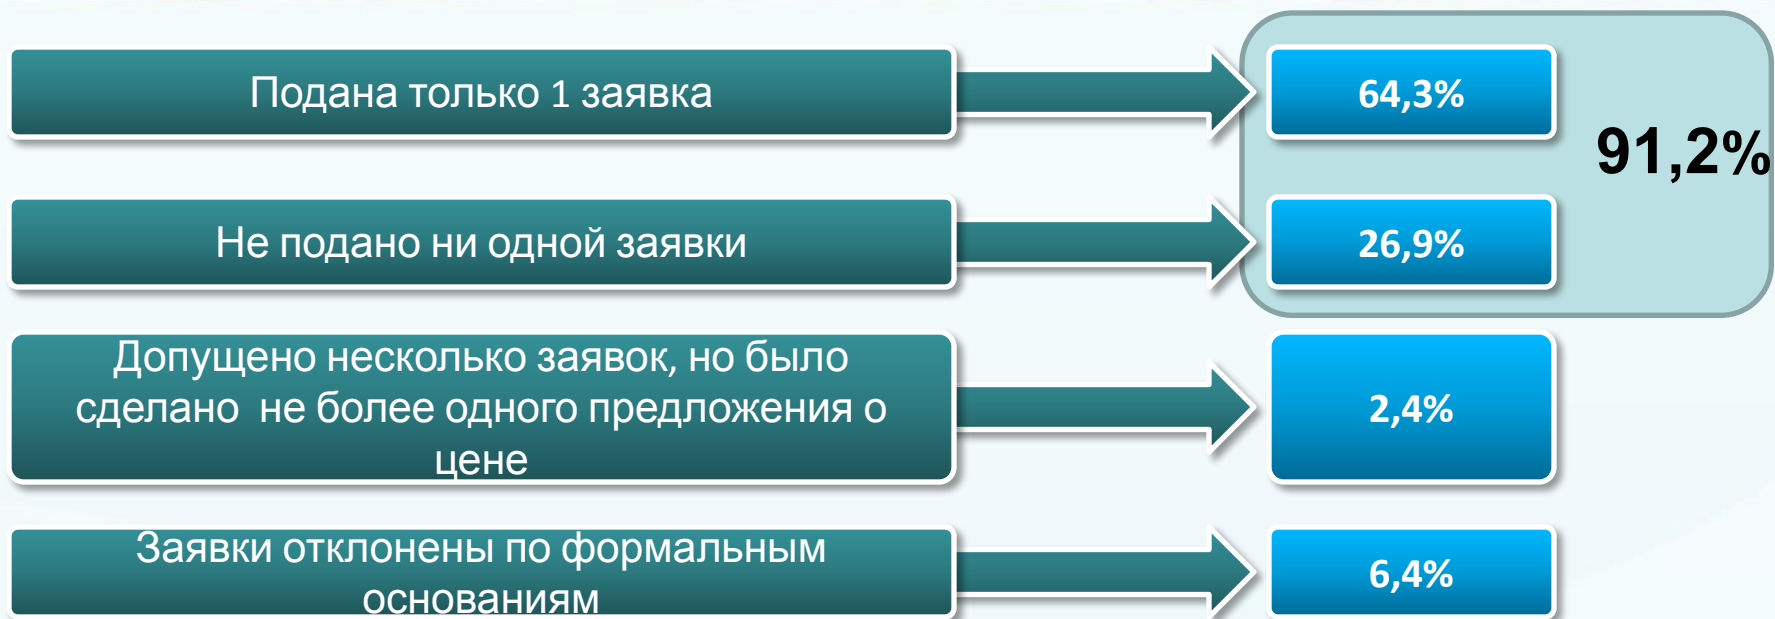 Подана только 1 заявка
64,3%
91,2%
Не подано ни одной заявки
26,9%
Допущено несколько заявок, но было
сделано не более одного предложения о
цене
2,4%
Заявки отклонены по формальным
основаниям
6,4%